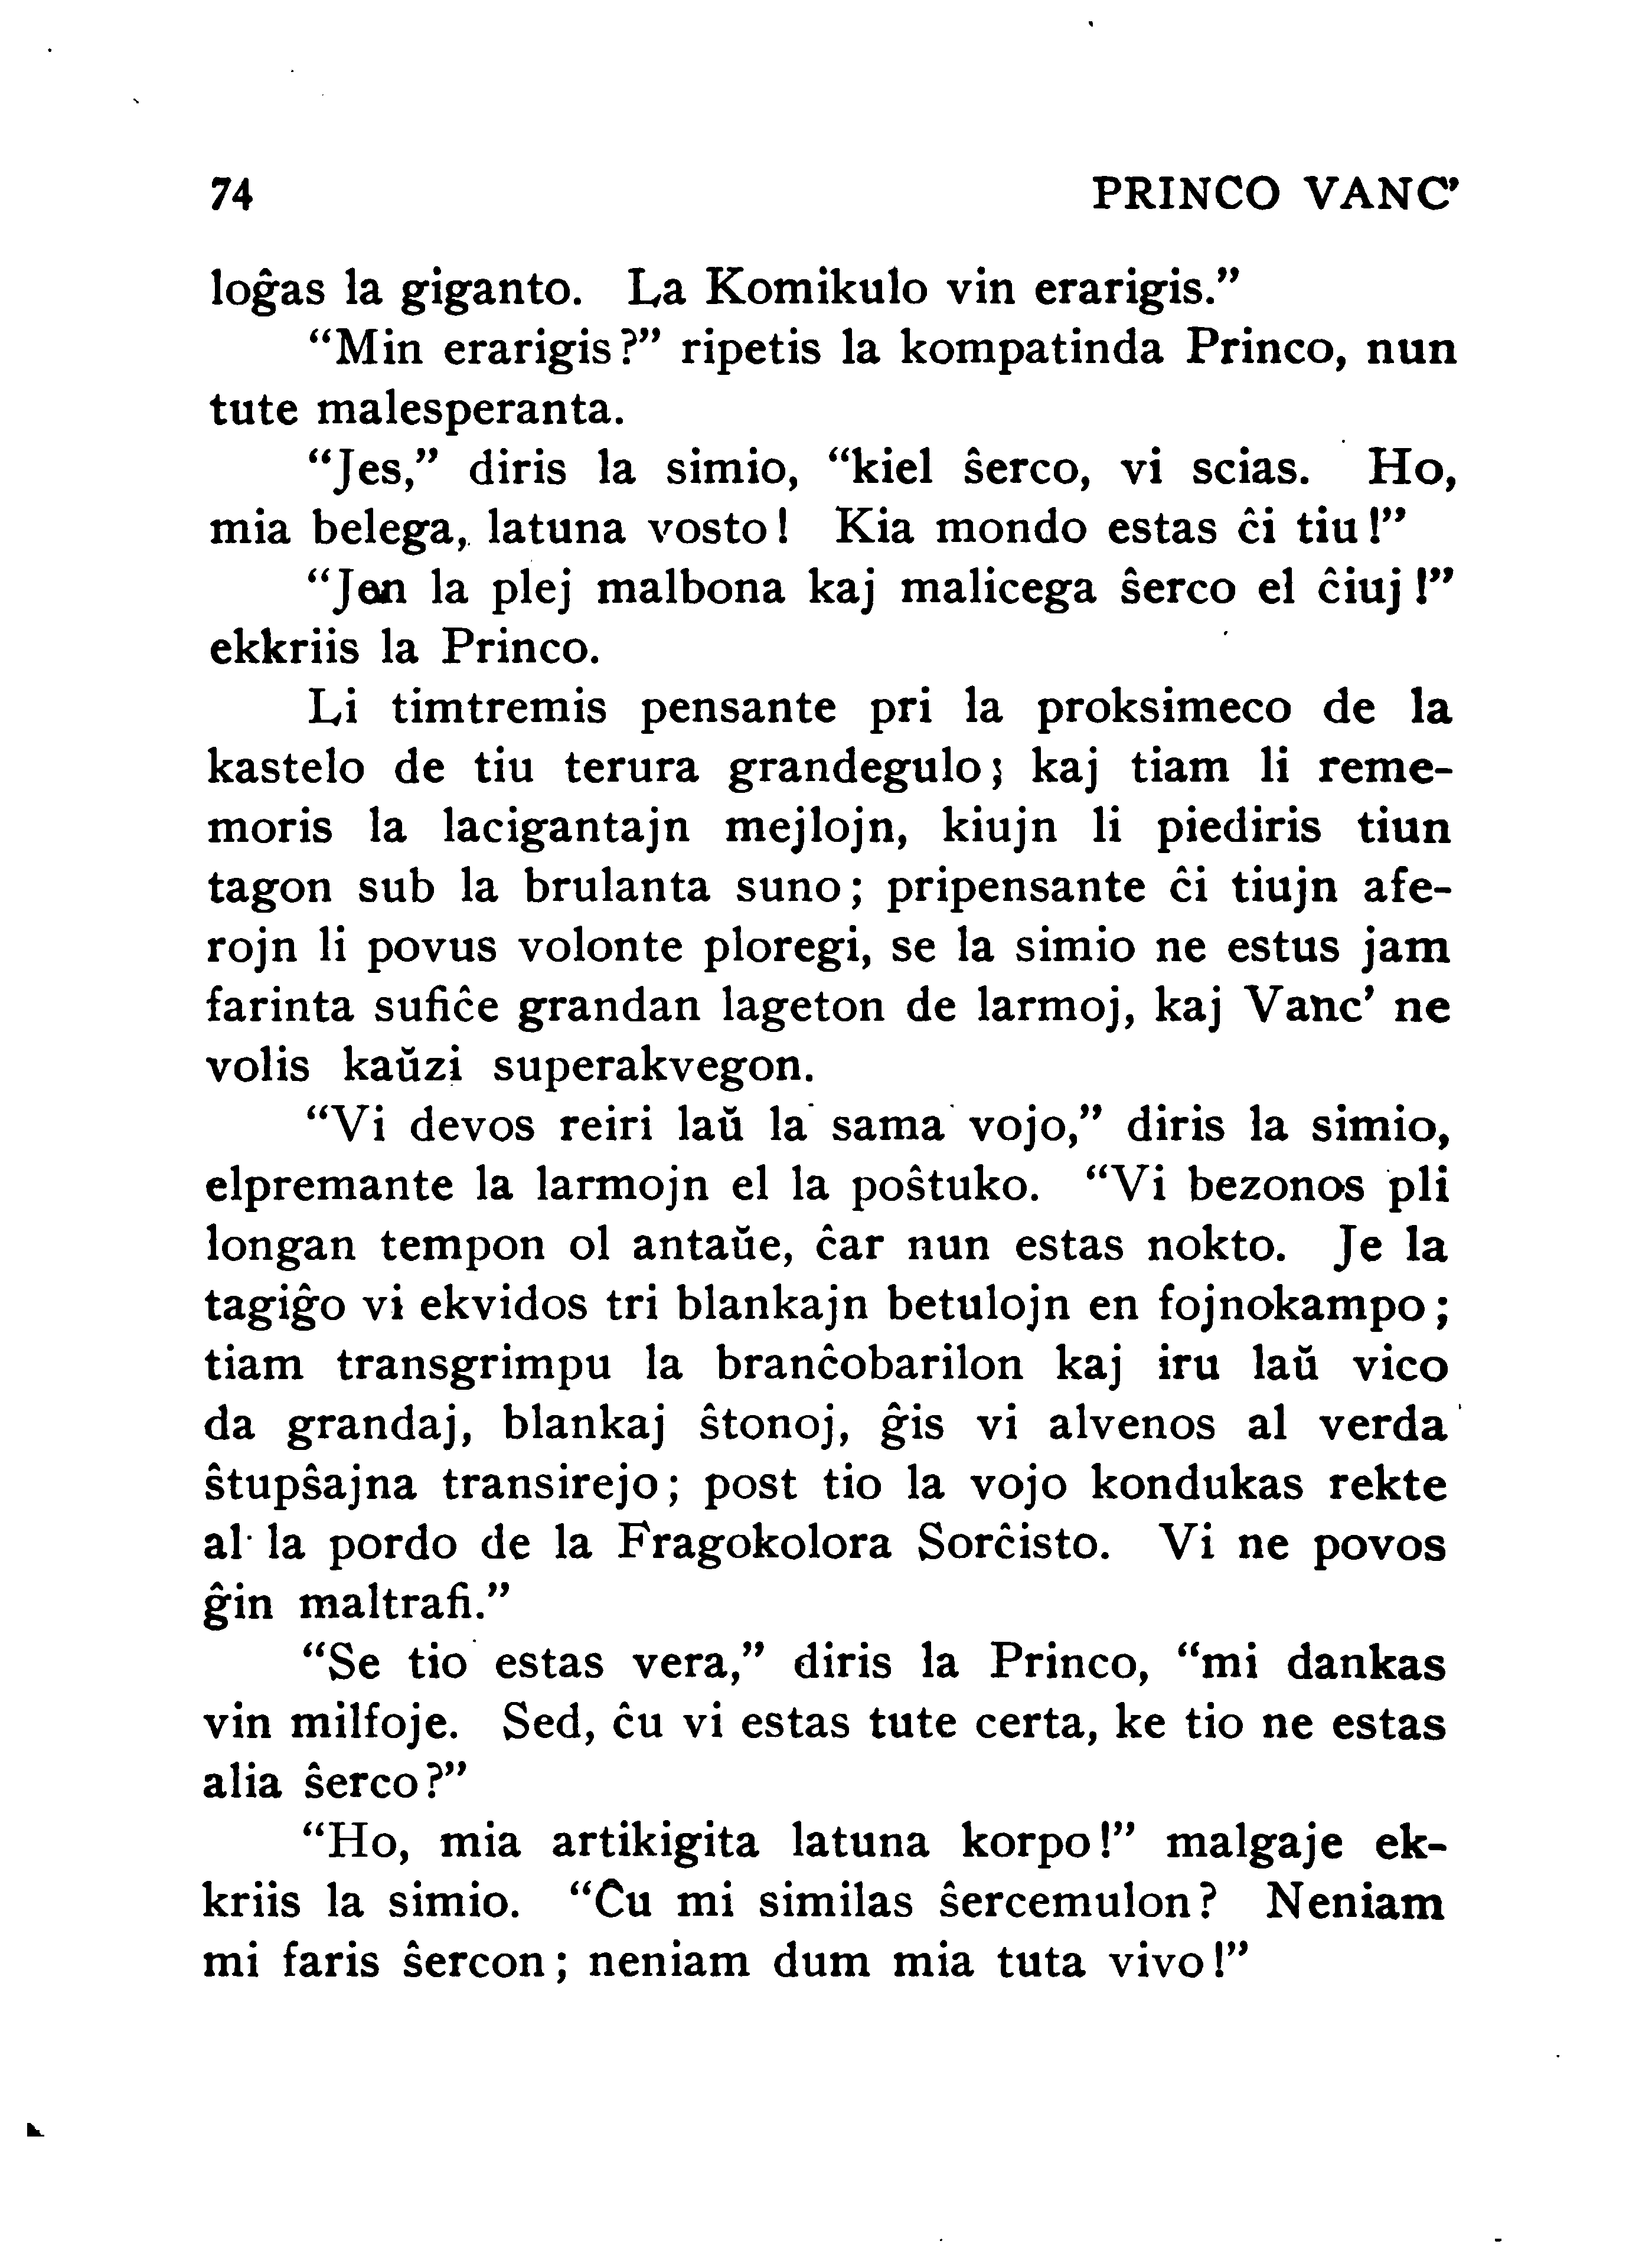 74 PRINCO VANC’
loĝas la giganto. La Komikulo vin erarigis.”
“Min erarigis?” ripetis la kompatinda Princo, nun
tute malesperanta.
“Jes,” diris la simio, “kiel ŝerco, vi scias. Ho,
mia belega, latuna vosto! Kia mondo estas ĉi tiu!”
“Jen la plej malbona kaj malicega ŝerco el ĉiuj!”
ekkriis la Princo.
Li timtremis pensante pri la proksimeco de la
kastelo de tiu terura grandegulo; kaj tiam li reme-
moris la lacigantajn mejlojn, kiujn li piediris tiun
tagon sub la brulanta suno; pripensante ĉi tiujn afe-
rojn li povus volonte ploregi, se la simio ne estus jam
farinta sufiĉe grandan lageton de larmoj, kaj Vanc’ ne
volis kaŭzi superakvegon.
“Vi devos reiri laŭ la sama vojo,” diris la simio,
elpremante la larmojn el la poŝtuko. “Vi bezonos pli
longan tempon ol antaŭe, ĉar nun estas nokto. Je la
tagiĝo vi ekvidos tri blankajn betulojn en fojnokampo;
tiam transgrimpu la branĉobarilon kaj iru laŭ vico
da grandaj, blankaj ŝtonoj, ĝis vi alvenos al verda
ŝtupŝajna transirejo; post tio la vojo kondukas rekte
al la pordo de la Fragokolora Sorĉisto. Vi ne povos
ĝin maltrafi.”
“Se tio estas vera,” diris la Princo, “mi dankas
vin milfoje. Sed, ĉu vi estas tute certa, ke tio ne estas
alia ŝerco?”
“Ho, mia artikigita latuna korpo!” malgaje ek-
kriis la simio. “Ĉu mi similas ŝercemulon? Neniam
mi faris ŝercon; neniam dum mia tuta vivo!”